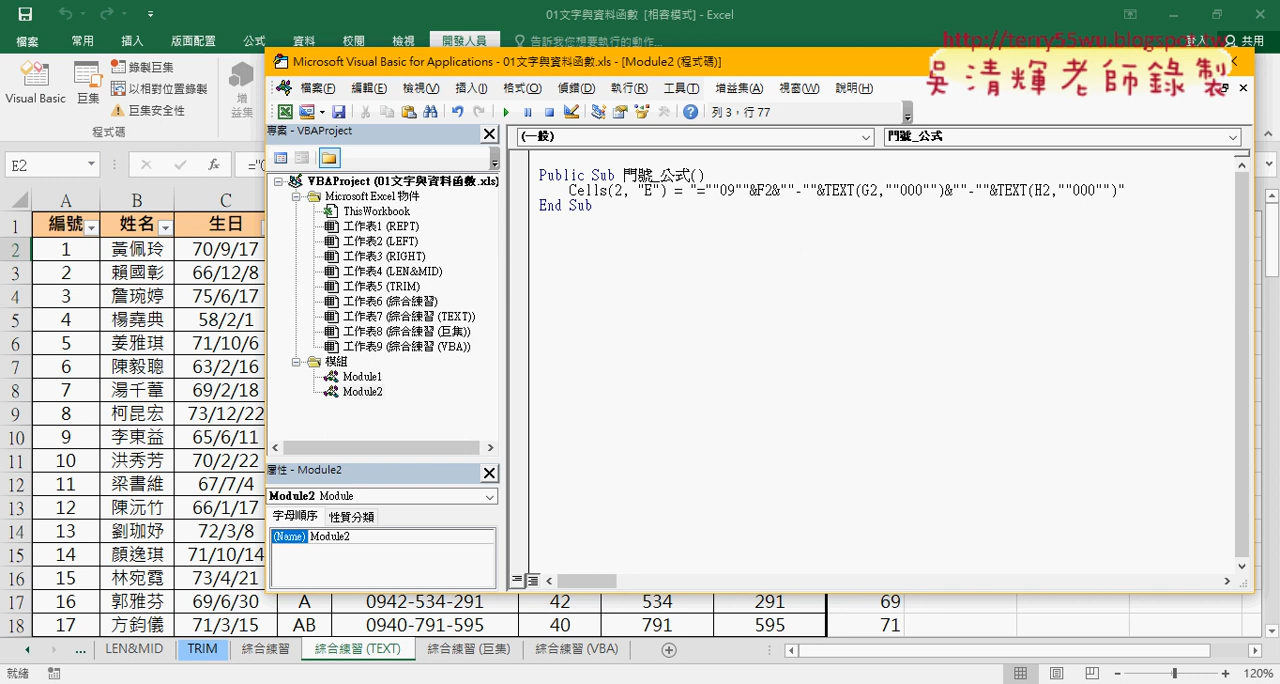 01文字與資料函數 [相容模式] - Excel
檔案 常用 插入 版面配置 公式 資料 校閱 檢視 開發人員 告訴我您想要執行的動作... 登入 共用
http://terry55wu.blogspot.tw
吳清輝老師錄製
Visual Basic 巨集 錄製巨集 以相對位置錄製 巨集安全性 增益集
程式碼
Microsoft Visual Basic for Applications - 01文字與資料函數.xls - [Module2 (程式碼)]
檔案(F) 編輯(E) 檢視(V) 插入(I) 格式(O) 偵錯(D) 執行(R) 工具(T) 增益集(A) 視窗(W) 說明(H)
列 3，行 77
專案 - VBAProject
VBAProject (01文字與資料函數.xls)
Microsoft Excel 物件
ThisWorkbook
工作表1 (REPT)
工作表2 (LEFT)
工作表3 (RIGHT)
工作表4 (LEN&MID)
工作表5 (TRIM)
工作表6 (綜合練習)
工作表7 (綜合練習 (TEXT))
工作表8 (綜合練習 (巨集))
工作表9 (綜合練習 (VBA))
模組
Module1
Module2
屬性 - Module2
Module2 Module
字母順序 性質分類
(Name) Module2
(一般) 門號_公式
Public Sub 門號_公式()
Cells(2, "E") = "=""09""&F2&""-""&TEXT(G2,""000"")&""-""&TEXT(H2,""000"")"
End Sub
E2 fx
A B C
1 編號 姓名 生日
2 1 黃佩玲 70/9/17
3 2 賴國彰 66/12/8
4 3 詹琬婷 75/6/17
5 4 楊堯典 58/2/1
6 5 姜雅琪 71/10/6
7 6 陳毅聰 63/2/16
8 7 湯千葦 69/2/18
9 8 柯昆宏 73/12/22
10 9 李東益 65/6/11
11 10 洪秀芳 70/2/22
12 11 梁書維 67/7/4
13 12 陳沅竹 66/1/17
14 13 劉珈妤 72/3/8
15 14 顏逸琪 71/10/14
16 15 林宛霓 73/4/21
17 16 郭雅芬 69/6/30 A 0942-534-291 42 534 291 69
18 17 方鈞儀 71/3/15 AB 0940-791-595 40 791 595 71
... LEN&MID TRIM 綜合練習 綜合練習 (TEXT) 綜合練習 (巨集) 綜合練習 (VBA)
就緒 120%